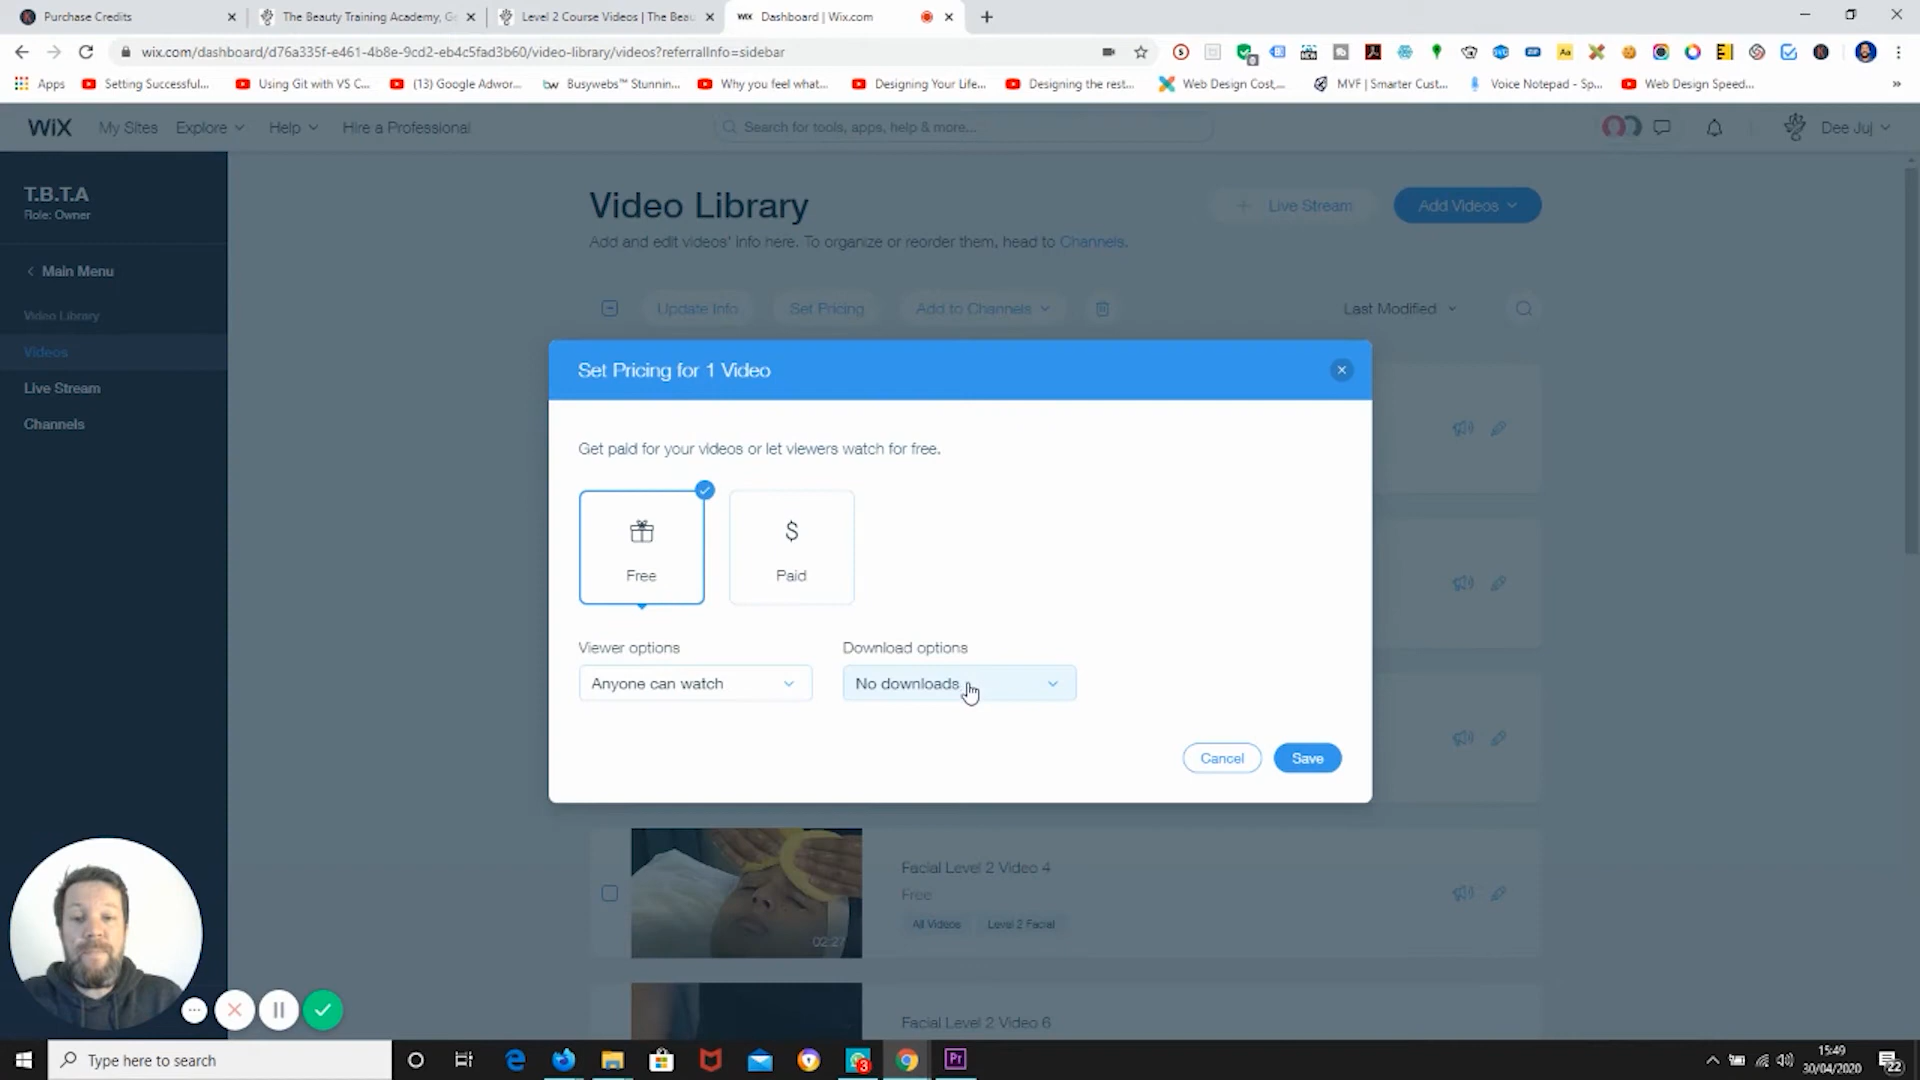 Purchase Credits
The Beauty Training Academy, Ge
Level 2 Course Videos | The Beau
WIX Dashboard | Wix.com
wix.com/dashboard/d76a335f-e461-4b8e-9cd2-eb4c5fad3b60/video-library/videos?referralInfo=sidebar
Apps
Setting Successful...
Using Git with VS C...
(13) Google Adwor...
Busywebs™ Stunnin...
Why you feel what...
Designing Your Life...
Designing the rest...
Web Design Cost,...
MVF | Smarter Cust...
Voice Notepad - Sp...
Web Design Speed...
WIX
My Sites
Explore
Help
Hire a Professional
Search for tools, apps, help & more...
Dee Juj
T.B.T.A
Role: Owner
Main Menu
Video Library
Videos
Live Stream
Channels
Video Library
+ Live Stream
Add Videos
Add and edit videos' info here. To organize or reorder them, head to Channels.
Update Info
Set Pricing
Add to Channels
Last Modified
Set Pricing for 1 Video
Get paid for your videos or let viewers watch for free.
$
Free
Paid
Viewer options
Download options
Anyone can watch
No downloads
Cancel
Save
Facial Level 2 Video 4
Free
All Videos
Level 2 Facial
02:27
Facial Level 2 Video 6
Type here to search
3
Pr
15:49
30/04/2020
22